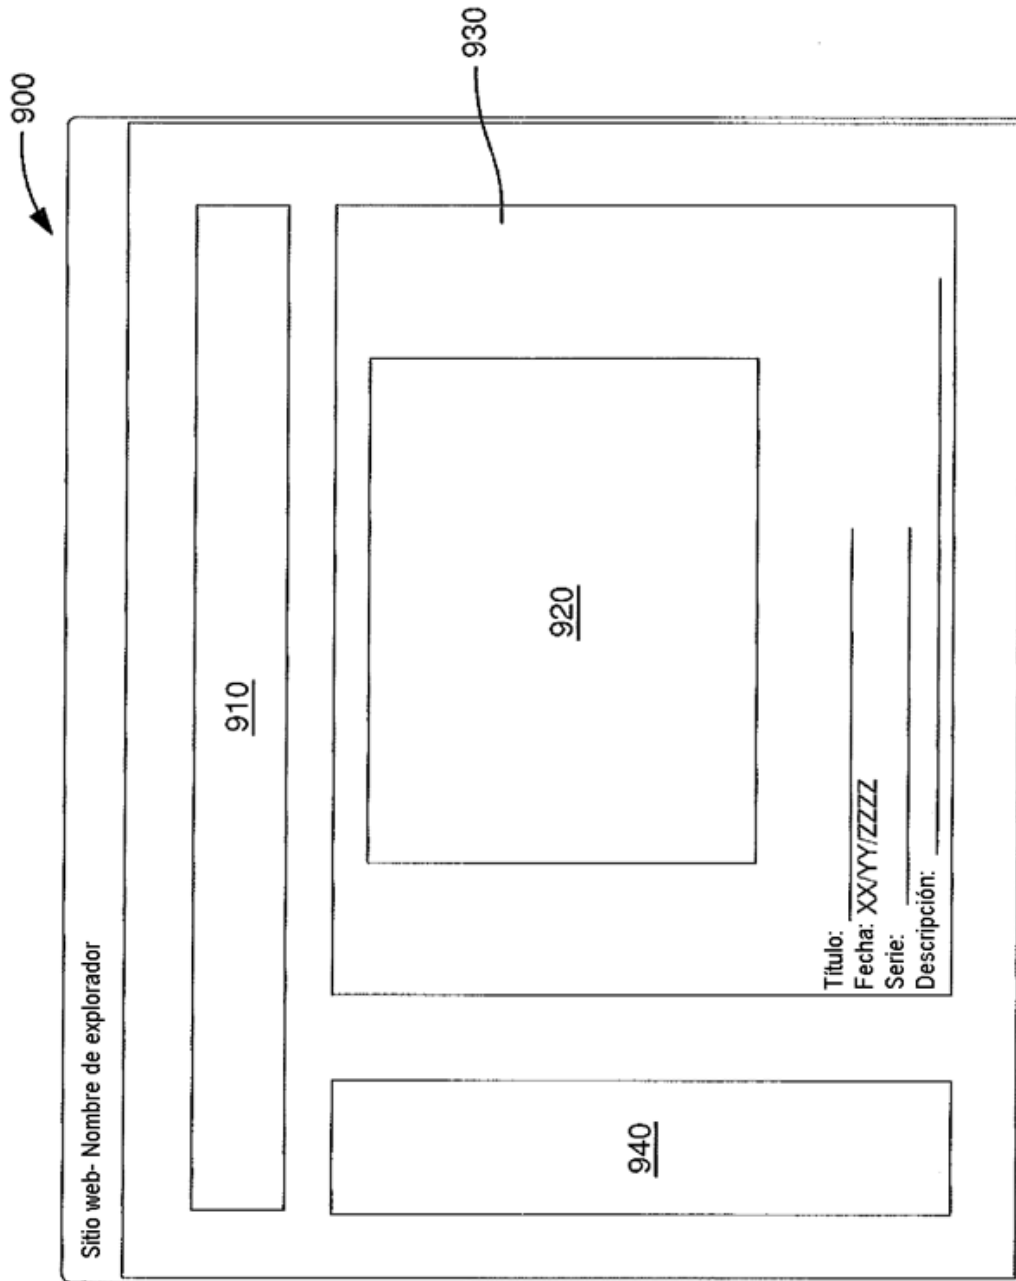 900
Sitio web- Nombre de explorador
910
930
920
940
Título:
Fecha: XX/YY/ZZZZ
Serie:
Descripción: